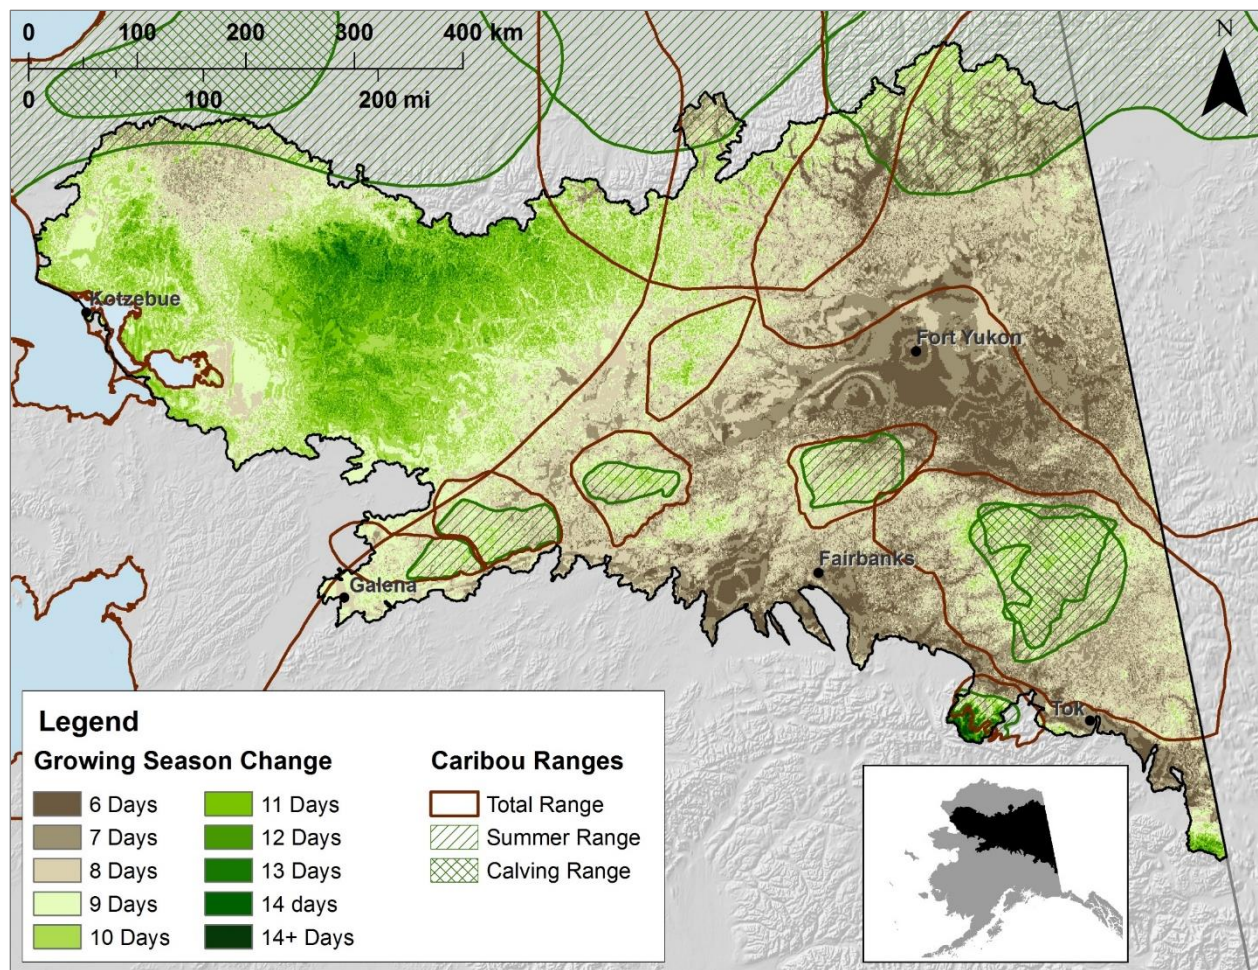 0 100 200 300 400 km
0 100 200 mi
N
Kotzebue
Fort Yukon
Fairbanks
Galena
Tok
Legend
Growing Season Change
6 Days
7 Days
8 Days
9 Days
10 Days
11 Days
12 Days
13 Days
14 days
14+ Days
Caribou Ranges
Total Range
Summer Range
Calving Range